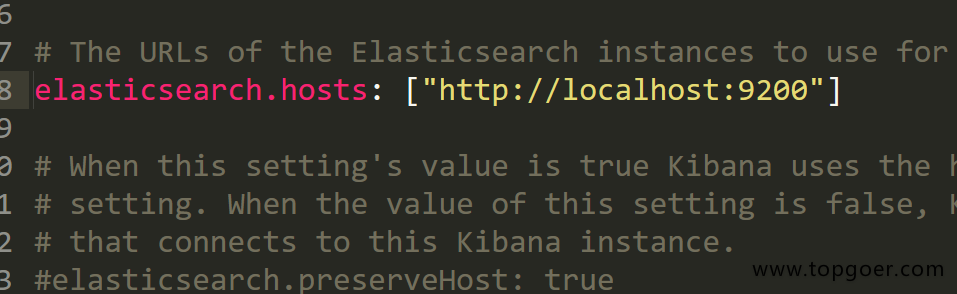 6
7 # The URLs of the Elasticsearch instances to use for
8 elasticsearch.hosts: ["http://localhost:9200"]
9
0 # When this setting's value is true Kibana uses the
1 # setting. When the value of this setting is false,
2 # that connects to this Kibana instance.
3 #elasticsearch.preserveHost: true
www.topgoer.com